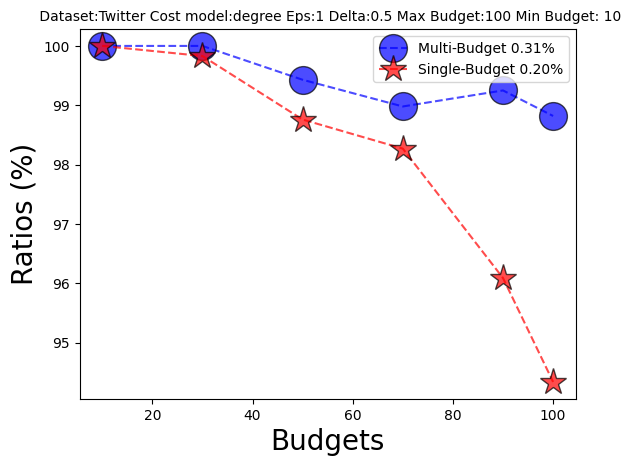 Dataset:Twitter Cost model:degree Eps:1 Delta:0.5 Max Budget:100 Min Budget: 10
100
99
98
97
96
95
Ratios (%)
Multi-Budget 0.31%
Single-Budget 0.20%
20 40 60 80 100
Budgets